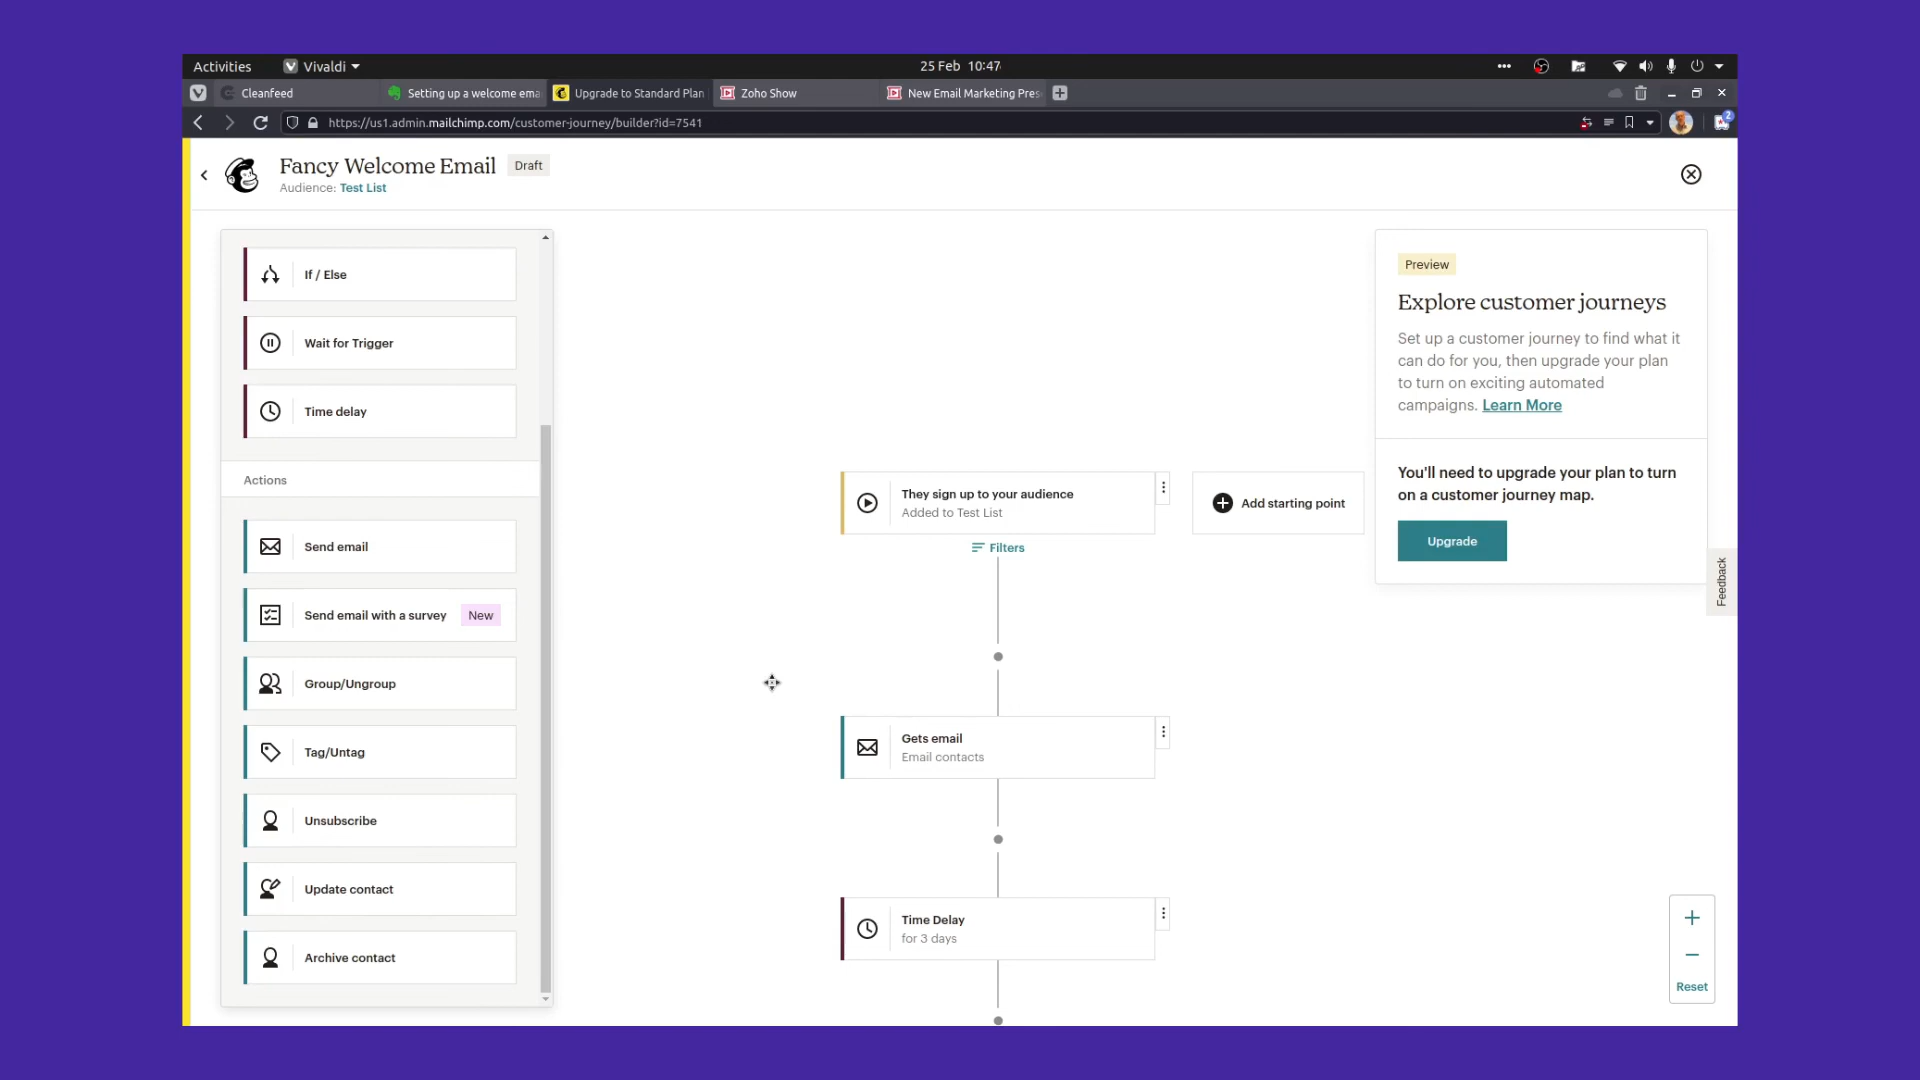 Activities
Vivaldi
25 Feb 10:47
Cleanfeed
Setting up a welcome ema
Upgrade to Standard Plan
Zoho Show
New Email Marketing Pres
https://us1.admin.mailchimp.com/customer-journey/builder?id=7541
2
Fancy Welcome Email
Draft
Audience: Test List
If / Else
Wait for Trigger
Time delay
Actions
Send email
Send email with a survey
New
Group/Ungroup
Tag/Untag
Unsubscribe
Update contact
Archive contact
They sign up to your audience
Added to Test List
Filters
Add starting point
Gets email
Email contacts
Time Delay
for 3 days
Preview
Explore customer journeys
Set up a customer journey to find what it
can do for you, then upgrade your plan
to turn on exciting automated
campaigns. Learn More
You'll need to upgrade your plan to turn
on a customer journey map.
Upgrade
Feedback
Reset